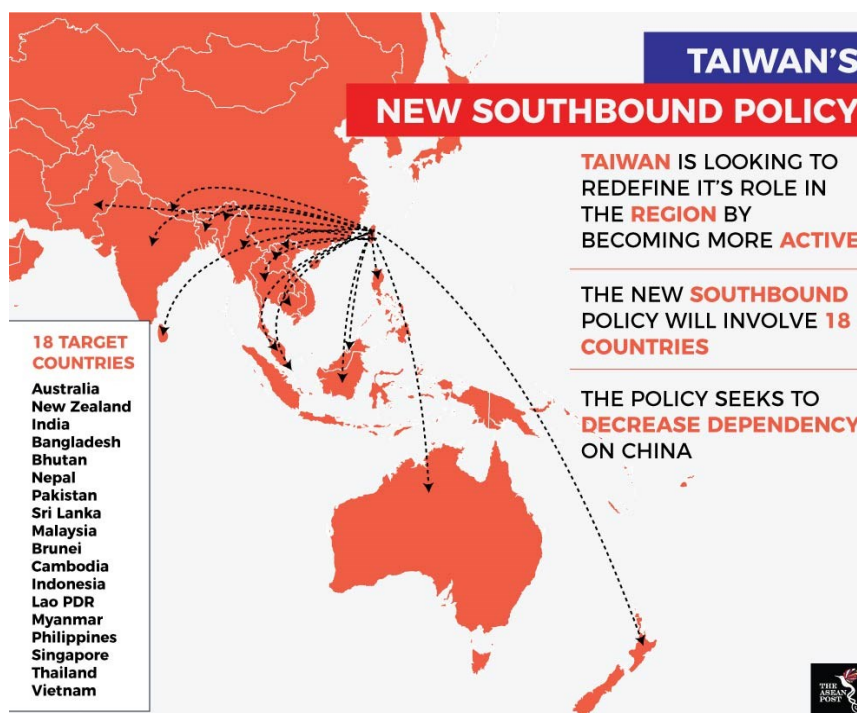 TAIWAN'S
NEW SOUTHBOUND POLICY
TAIWAN IS LOOKING TO
REDEFINE IT'S ROLE IN
THE REGION BY
BECOMING MORE ACTIVE
THE NEW SOUTHBOUND
POLICY WILL INVOLVE 18
COUNTRIES
THE POLICY SEEKS TO
DECREASE DEPENDENCY
ON CHINA
18 TARGET
COUNTRIES
Australia
New Zealand
India
Bangladesh
Bhutan
Nepal
Pakistan
Sri Lanka
Malaysia
Brunei
Cambodia
Indonesia
Lao PDR
Myanmar
Philippines
Singapore
Thailand
Vietnam
THE
ASEAN
POST